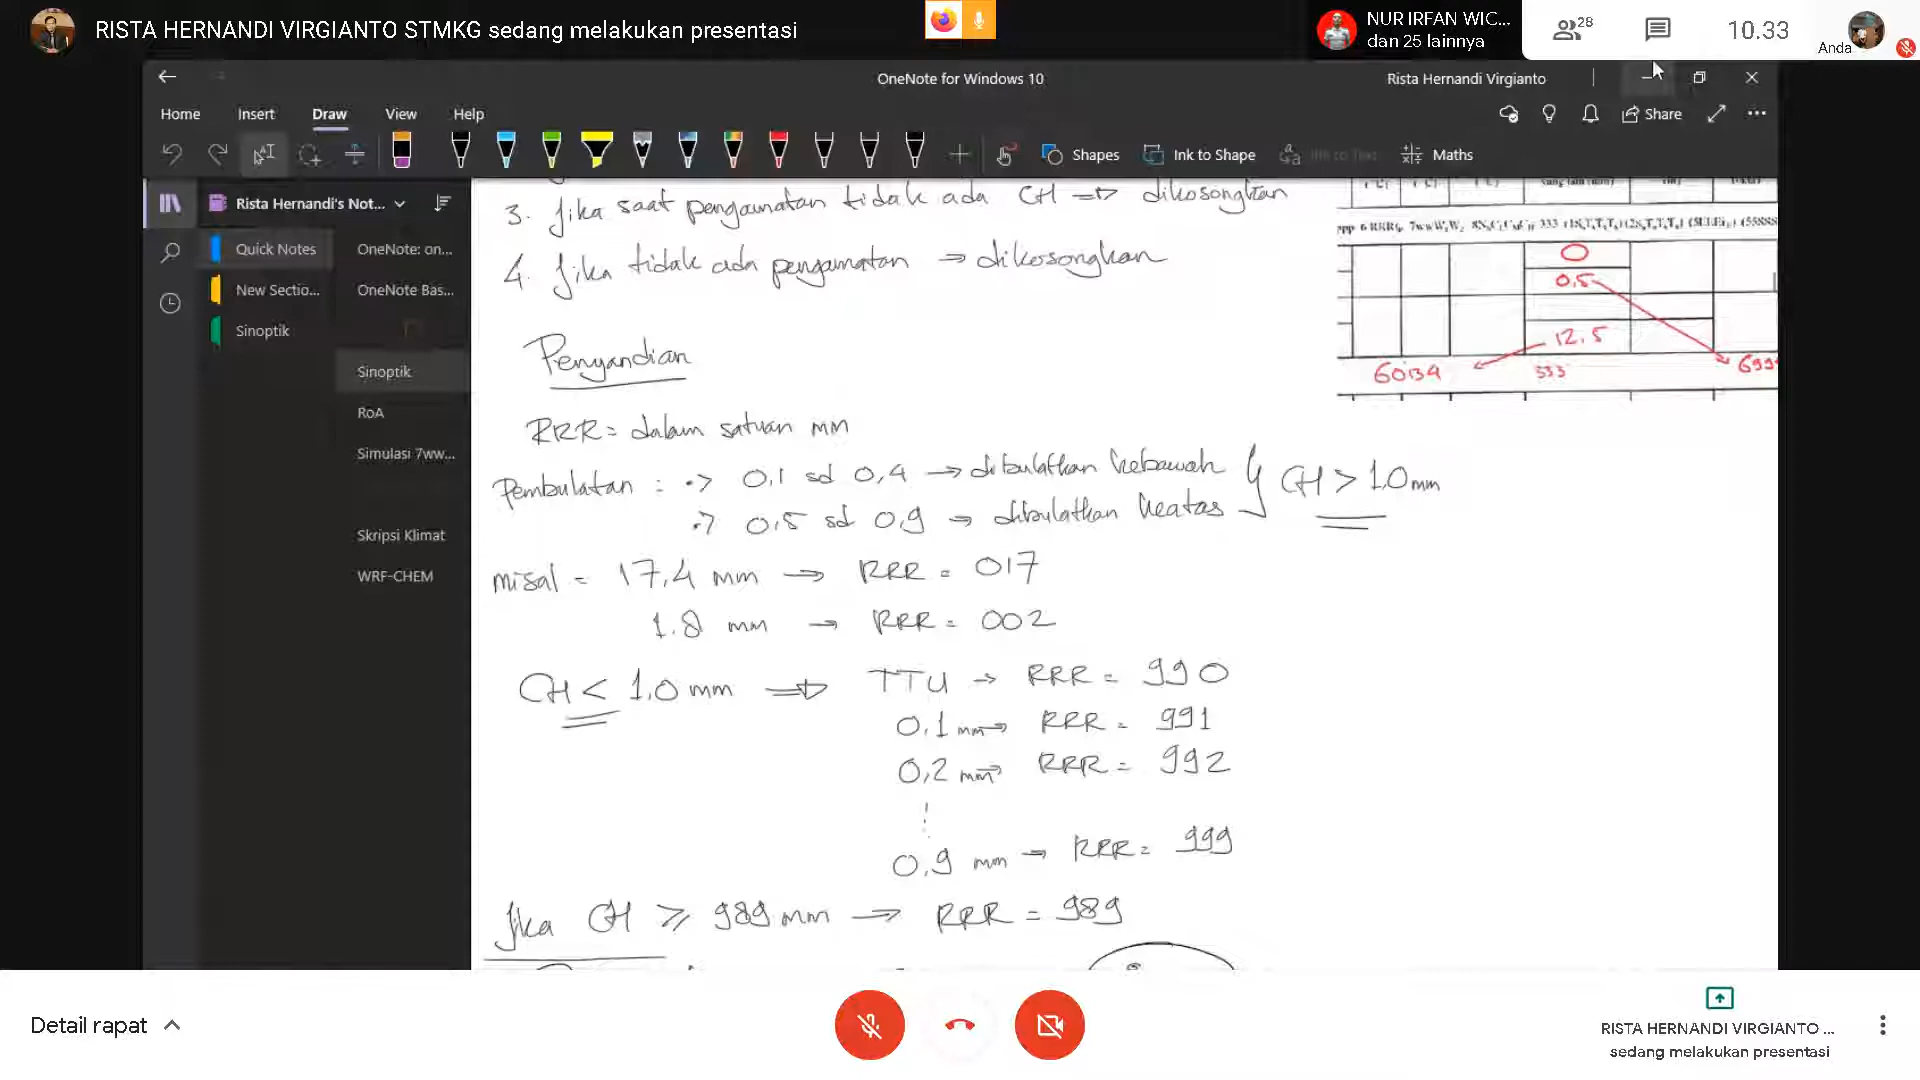 RISTA HERNANDI VIRGIANTO STMKG sedang melakukan presentasi
NUR IRFAN WIC...
dan 25 lainnya
28
10.33
Anda
OneNote for Windows 10
Rista Hernandi Virgianto
Home Insert Draw View Help
Share
Shapes
Ink to Shape
Ink to Text
Maths
Rista Hernandi's Not...
Quick Notes
New Sectio...
Sinoptik
OneNote: on...
OneNote Bas...
Sinoptik
RoA
Simulasi 7ww...
Skripsi Klimat
WRF-CHEM
3. Jika saat pengamatan tidak ada CH => dikosongkan
4. Jika tidak ada pengamatan → dikosongkan
0
0.5
12.5
60134
333
699
Penyandian
RRR = dalam satuan mm
Pembulatan : •> 0.1 sd 0,4 → dibulatkan kebawah } CH > 1.0 mm
•> 0.5 sd 0.9 → dibulatkan keatas
misal = 17.4 mm → RRR = 017
1.8 mm → RRR = 002
CH < 1.0 mm => TTU → RRR = 990
0.1 mm → RRR = 991
0,2 mm → RRR = 992
0.9 mm → RRR = 999
Jika CH ≥ 989 mm → RRR = 989
Detail rapat
RISTA HERNANDI VIRGIANTO ...
sedang melakukan presentasi